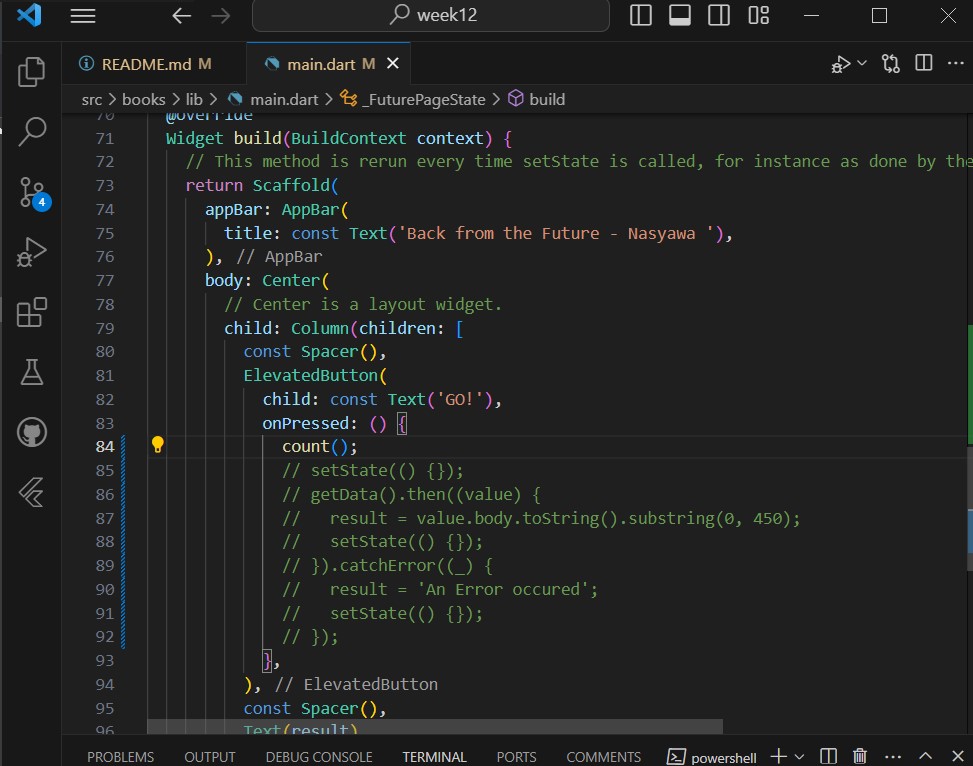 week12
README.md M
main.dart M
src > books > lib > main.dart > _FuturePageState > build
70 @override
71 Widget build(BuildContext context) {
72 // This method is rerun every time setState is called, for instance as done by the
73 return Scaffold(
74 appBar: AppBar(
75 title: const Text('Back from the Future - Nasyawa '),
76 ), // AppBar
77 body: Center(
78 // Center is a layout widget.
79 child: Column(children: [
80 const Spacer(),
81 ElevatedButton(
82 child: const Text('GO!'),
83 onPressed: () {
84 count();
85 // setState(() {});
86 // getData().then((value) {
87 //   result = value.body.toString().substring(0, 450);
88 //   setState(() {});
89 // }).catchError((_) {
90 //   result = 'An Error occured';
91 //   setState(() {});
92 // });
93 },
94 ), // ElevatedButton
95 const Spacer(),
96 Text(result)
4
PROBLEMS OUTPUT DEBUG CONSOLE TERMINAL PORTS COMMENTS powershell